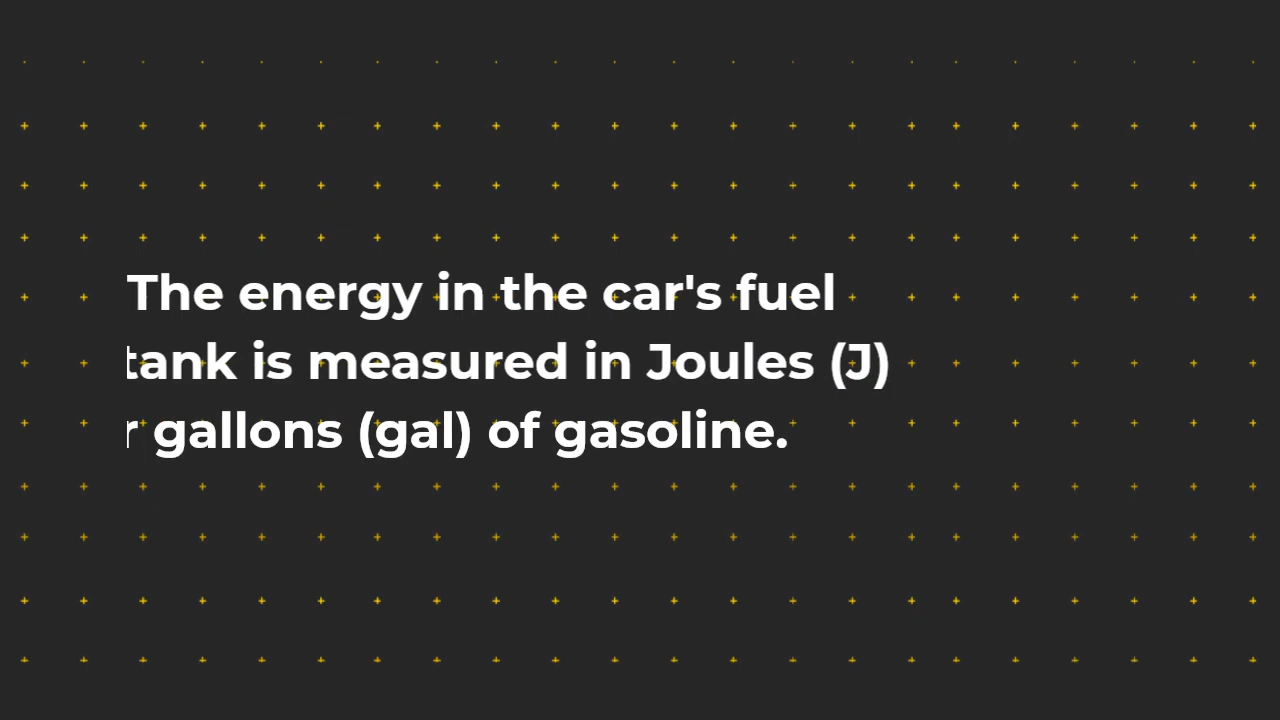 The energy in the car's fuel
tank is measured in Joules (J)
r gallons (gal) of gasoline.